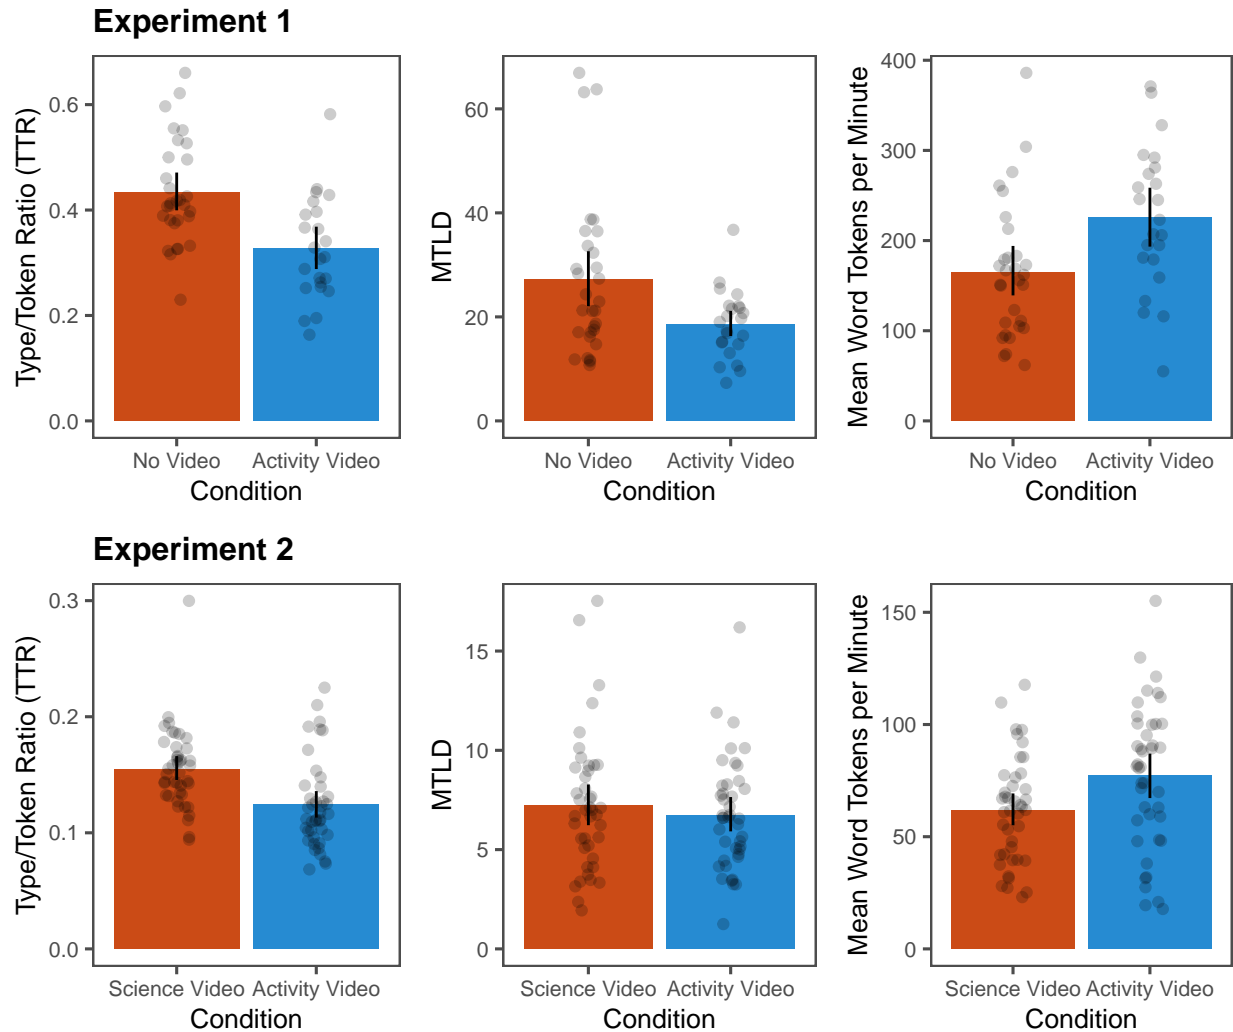 Experiment 1
Type/Token Ratio (TTR)
0.6
0.4
0.2
0.0
No Video Activity Video
Condition
MTLD
60
40
20
0
No Video Activity Video
Condition
Mean Word Tokens per Minute
400
300
200
100
0
No Video Activity Video
Condition
Experiment 2
Type/Token Ratio (TTR)
0.3
0.2
0.1
0.0
Science Video Activity Video
Condition
MTLD
15
10
5
0
Science Video Activity Video
Condition
Mean Word Tokens per Minute
150
100
50
0
Science Video Activity Video
Condition